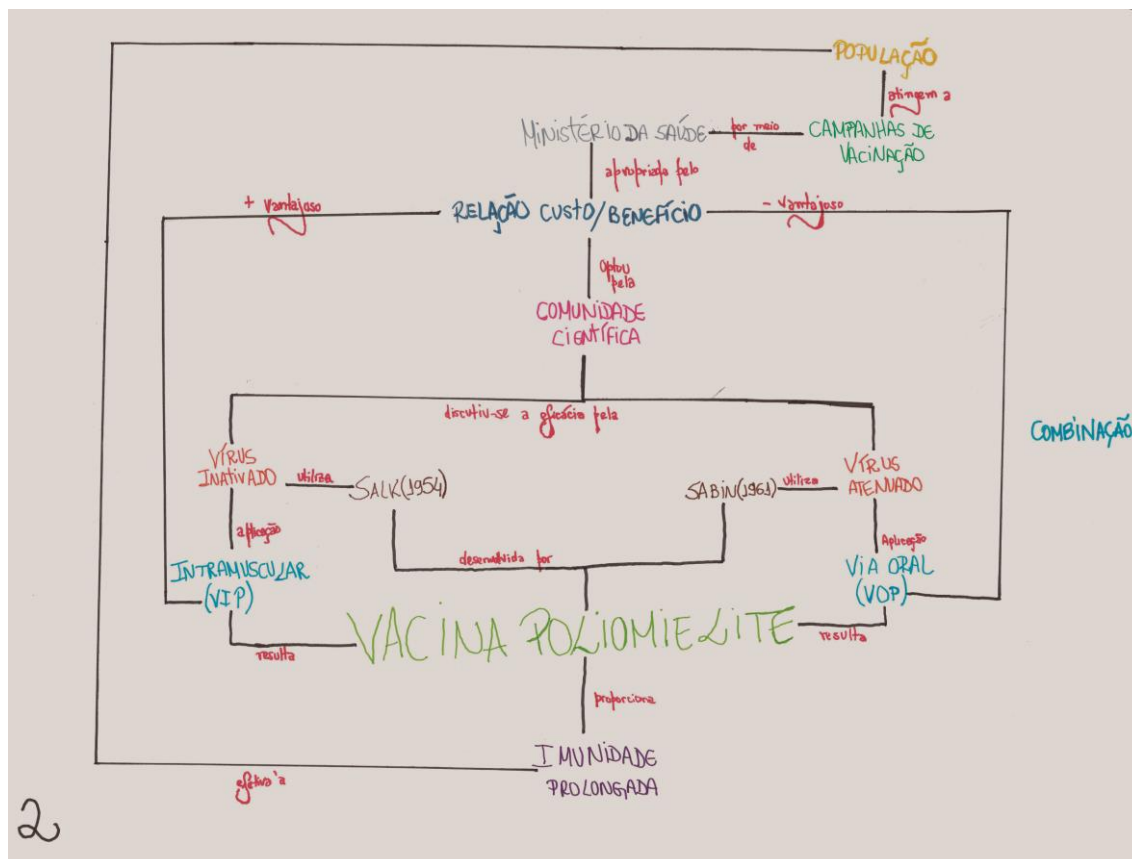 POPULAÇÃO
atingem a
MINISTÉRIO DA SAÚDE
por meio
de
CAMPANHAS DE
VACINAÇÃO
apropriada pelo
+ vantajoso
RELAÇÃO CUSTO/BENEFÍCIO
- vantajoso
optou
pela
COMUNIDADE
CIENTÍFICA
discutiu-se a eficácia pela
COMBINAÇÃO
VÍRUS
INATIVADO
utiliza
SALK (1954)
SABIN (1961)
utiliza
VÍRUS
ATENUADO
aplicação
desenvolvida por
Aplicação
INTRAMUSCULAR
(VIP)
VIA ORAL
(VOP)
VACINA POLIOMIELITE
resulta
resulta
proporciona
IMUNIDADE
PROLONGADA
efetiva à
2